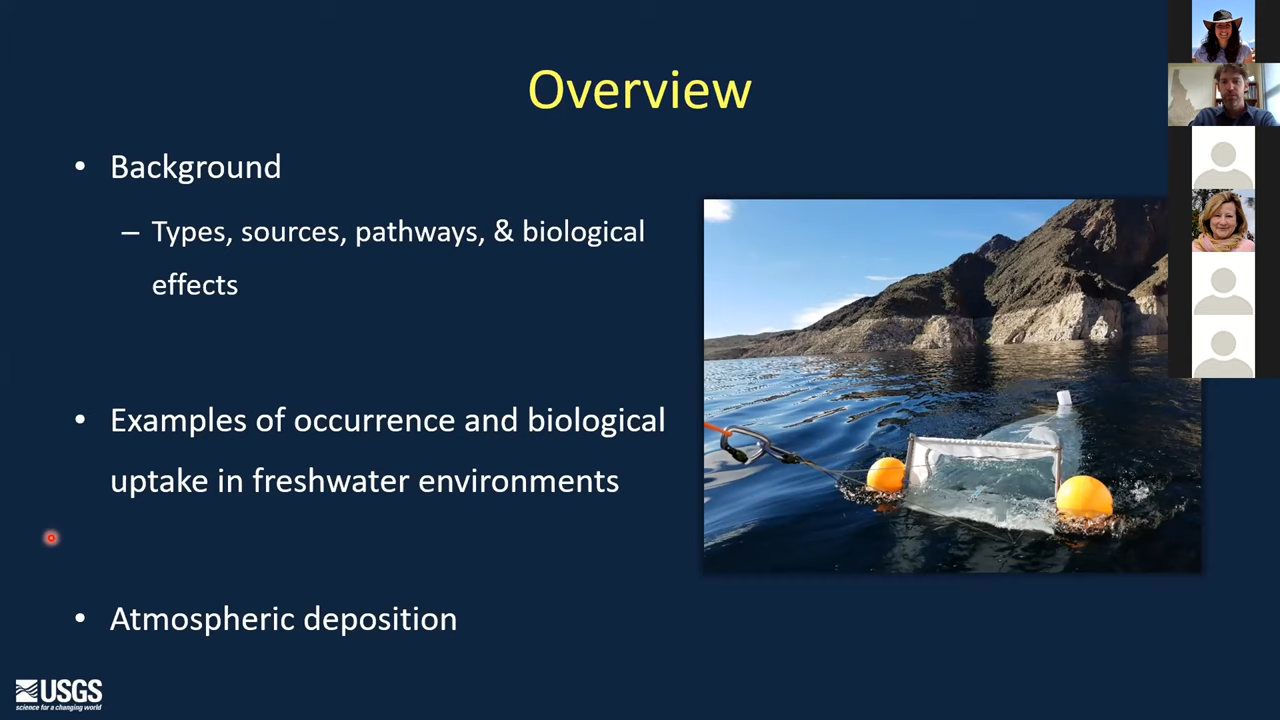 Overview
• Background
– Types, sources, pathways, & biological
effects
• Examples of occurrence and biological
uptake in freshwater environments
• Atmospheric deposition
USGS
science for a changing world